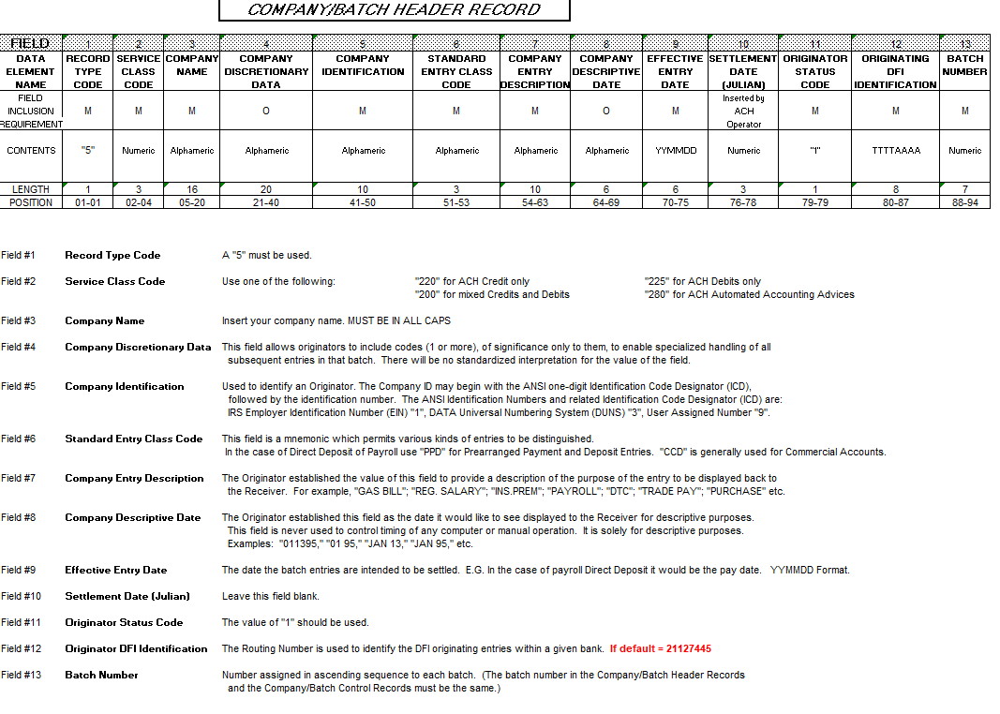 COMPANY/BATCH HEADER RECORD
FIELD 1 2 3 4 5 6 7 8 9 10 11 12 13
DATA RECORD SERVICE COMPANY COMPANY COMPANY STANDARD COMPANY COMPANY EFFECTIVE SETTLEMENT ORIGINATOR ORIGINATING BATCH
ELEMENT TYPE CLASS NAME DISCRETIONARY IDENTIFICATION ENTRY CLASS ENTRY DESCRIPTIVE ENTRY DATE STATUS DFI NUMBER
NAME CODE CODE DATA CODE DESCRIPTION DATE DATE (JULIAN) CODE IDENTIFICATION
FIELD Inserted by
INCLUSION M M M O M M M O M ACH M M M
REQUIREMENT Operator
CONTENTS "5" Numeric Alphameric Alphameric Alphameric Alphameric Alphameric Alphameric YYMMDD Numeric "1" TTTTAAAA Numeric
LENGTH 1 3 16 20 10 3 10 6 6 3 1 8 7
POSITION 01-01 02-04 05-20 21-40 41-50 51-53 54-63 64-69 70-75 76-78 79-79 80-87 88-94
Field #1 Record Type Code A "5" must be used.
Field #2 Service Class Code Use one of the following: "220" for ACH Credit only "225" for ACH Debits only
"200" for mixed Credits and Debits "280" for ACH Automated Accounting Advices
Field #3 Company Name Insert your company name. MUST BE IN ALL CAPS
Field #4 Company Discretionary Data This field allows originators to include codes (1 or more), of significance only to them, to enable specialized handling of all
subsequent entries in that batch. There will be no standardized interpretation for the value of the field.
Field #5 Company Identification Used to identify an Originator. The Company ID may begin with the ANSI one-digit Identification Code Designator (ICD),
followed by the identification number. The ANSI Identification Numbers and related Identification Code Designator (ICD) are:
IRS Employer Identification Number (EIN) "1", DATA Universal Numbering System (DUNS) "3", User Assigned Number "9".
Field #6 Standard Entry Class Code This field is a mnemonic which permits various kinds of entries to be distinguished.
In the case of Direct Deposit of Payroll use "PPD" for Prearranged Payment and Deposit Entries. "CCD" is generally used for Commercial Accounts.
Field #7 Company Entry Description The Originator established the value of this field to provide a description of the purpose of the entry to be displayed back to
the Receiver. For example, "GAS BILL"; "REG. SALARY"; "INS.PREM"; "PAYROLL"; "DTC"; "TRADE PAY"; "PURCHASE" etc.
Field #8 Company Descriptive Date The Originator established this field as the date it would like to see displayed to the Receiver for descriptive purposes.
This field is never used to control timing of any computer or manual operation. It is solely for descriptive purposes.
Examples: "011395," "01 95," "JAN 13," "JAN 95," etc.
Field #9 Effective Entry Date The date the batch entries are intended to be settled. E.G. In the case of payroll Direct Deposit it would be the pay date. YYMMDD Format.
Field #10 Settlement Date (Julian) Leave this field blank.
Field #11 Originator Status Code The value of "1" should be used.
Field #12 Originator DFI Identification The Routing Number is used to identify the DFI originating entries within a given bank. If default = 21127445
Field #13 Batch Number Number assigned in ascending sequence to each batch. (The batch number in the Company/Batch Header Records
and the Company/Batch Control Records must be the same.)